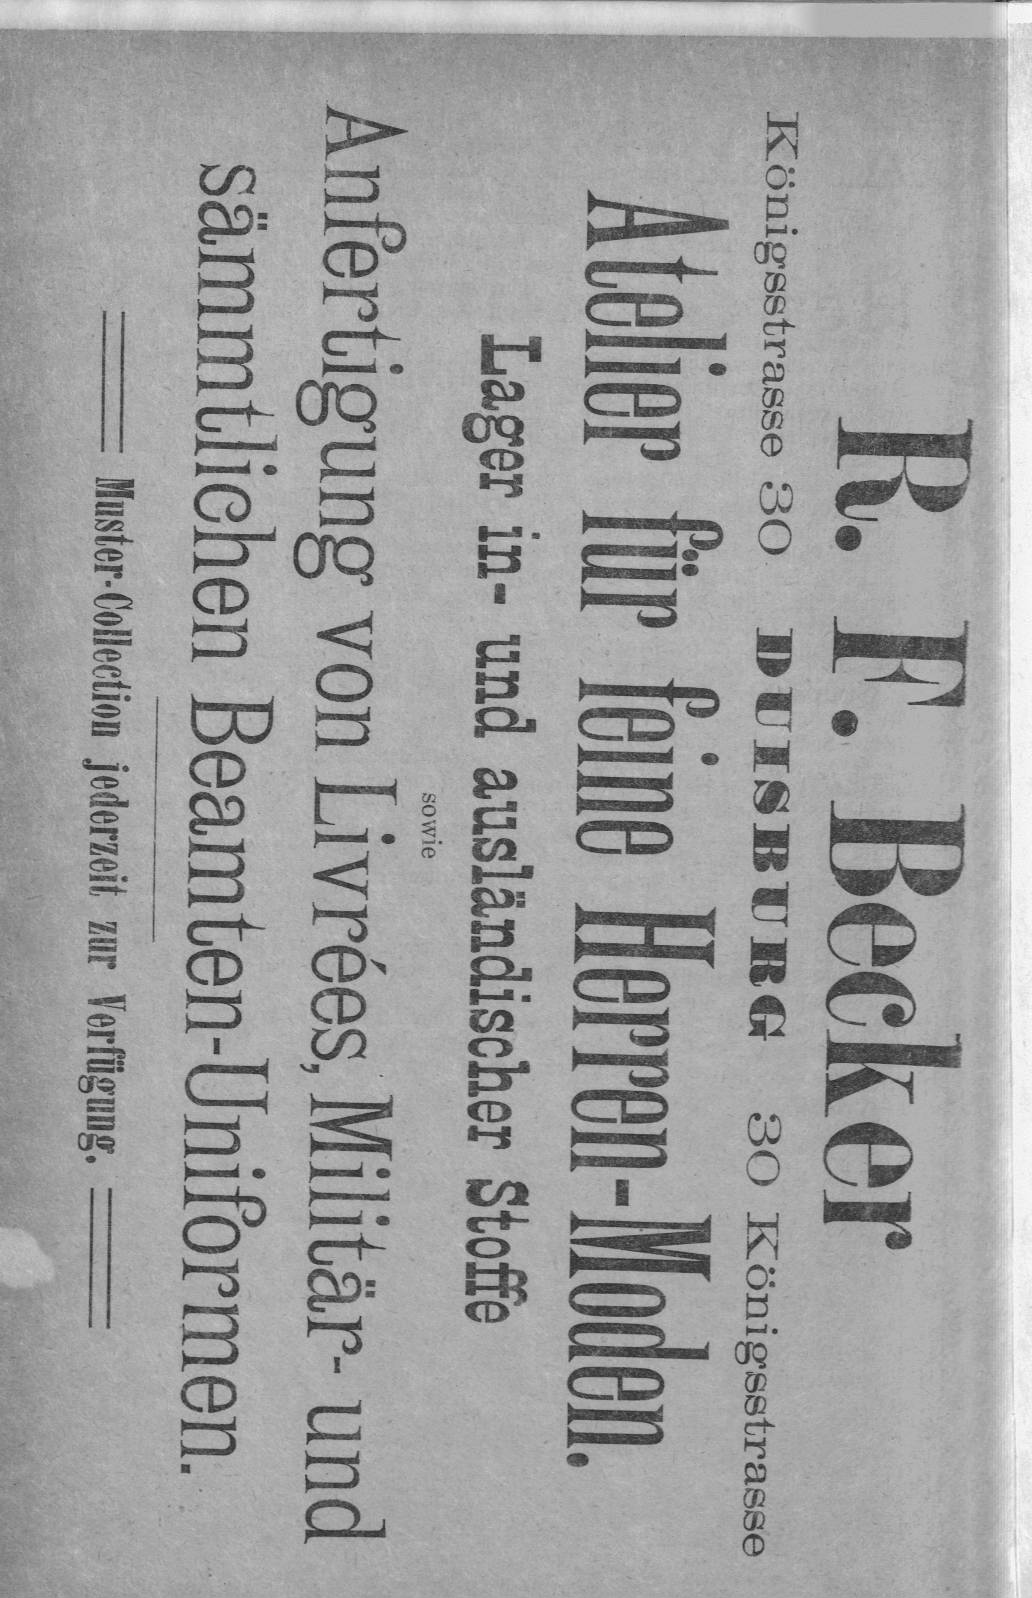 R. F. Becker
Königsstrasse 30 DUISBURG 30 Königsstrasse
Atelier für feine Herren-Moden.
Lager in- und ausländischer Stoffe
sowie
Anfertigung von Livrées, Militär- und
sämmtlichen Beamten-Uniformen.
Muster-Collection jederzeit zur Verfügung.